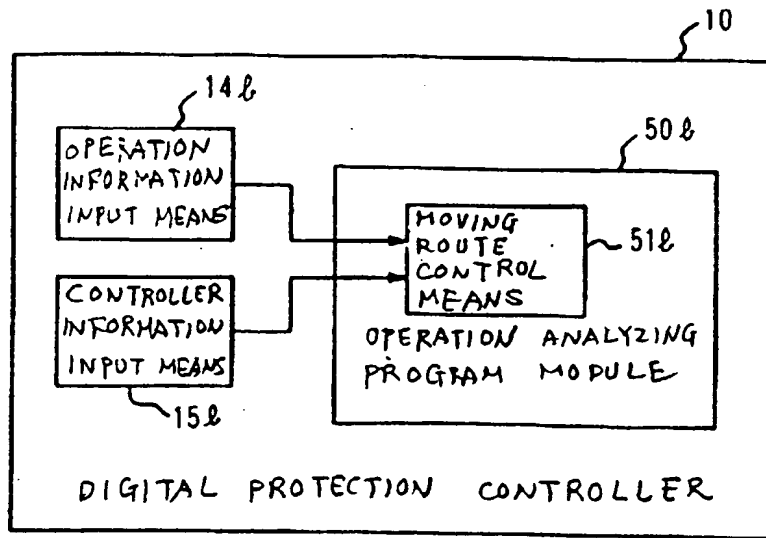 10
14ℓ
OPERATION
INFORMATION
INPUT MEANS
50ℓ
MOVING
ROUTE
CONTROL
MEANS
51ℓ
CONTROLLER
INFORMATION
INPUT MEANS
15ℓ
OPERATION ANALYZING
PROGRAM MODULE
DIGITAL PROTECTION CONTROLLER